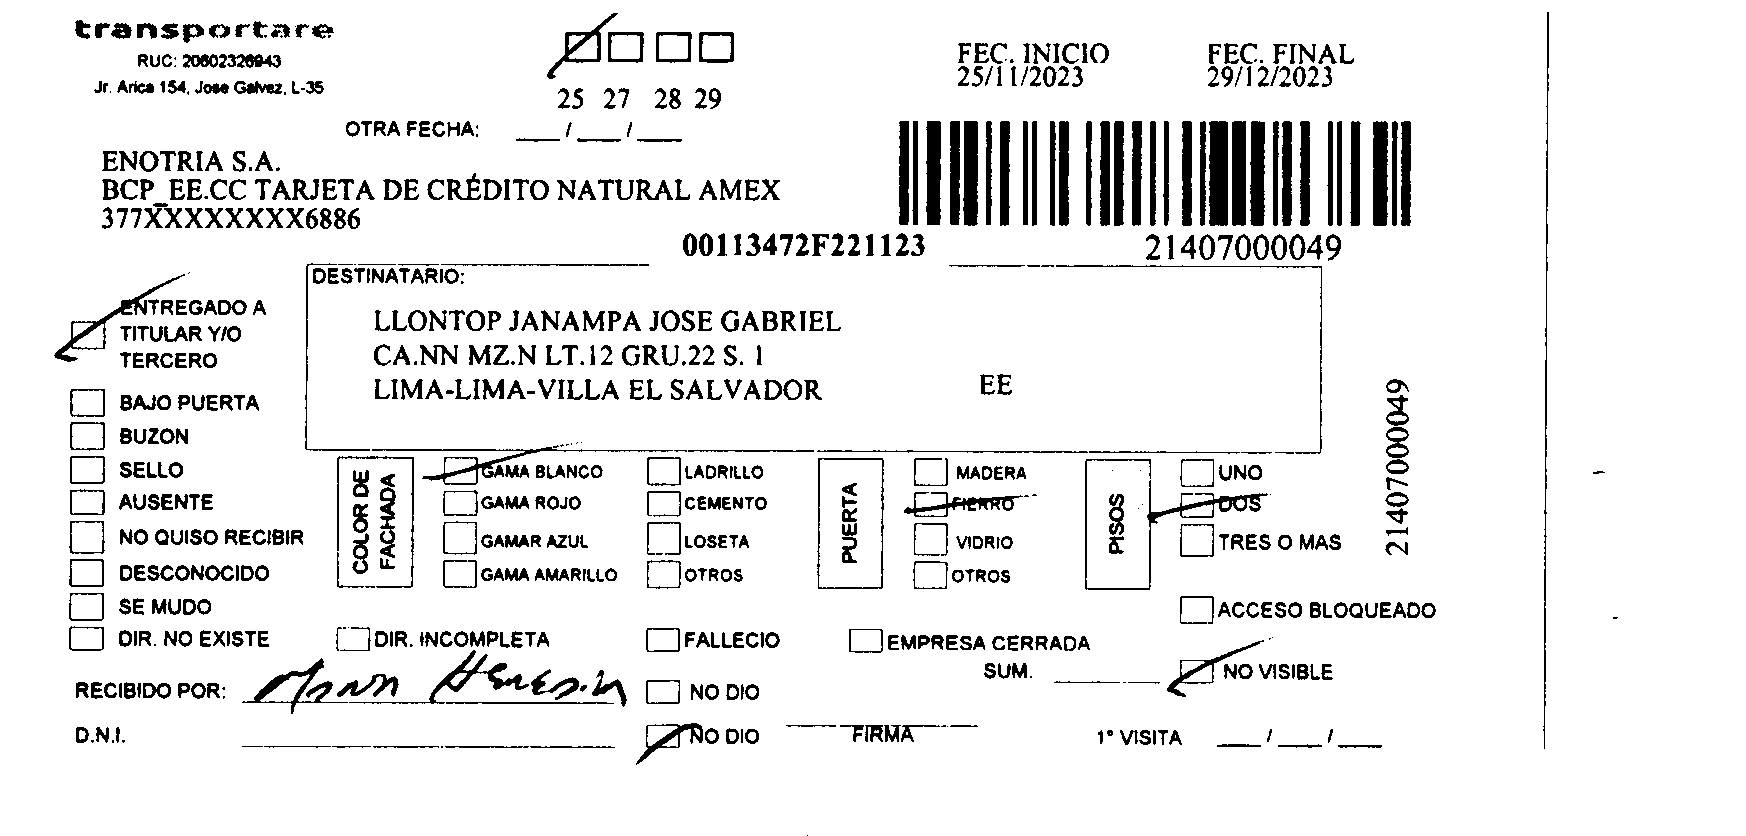 transportare
RUC: 20602326943
Jr. Arica 154, Jose Galvez, L-35
25 27 28 29
OTRA FECHA: ___/___/___
FEC. INICIO
25/11/2023
FEC. FINAL
29/12/2023
ENOTRIA S.A.
BCP_EE.CC TARJETA DE CRÉDITO NATURAL AMEX
377XXXXXXXX6886
00113472F221123
21407000049
DESTINATARIO:
LLONTOP JANAMPA JOSE GABRIEL
CA.NN MZ.N LT.12 GRU.22 S. 1
LIMA-LIMA-VILLA EL SALVADOR
EE
21407000049
ENTREGADO A
TITULAR Y/O
TERCERO
BAJO PUERTA
BUZON
SELLO
AUSENTE
NO QUISO RECIBIR
DESCONOCIDO
SE MUDO
DIR. NO EXISTE
COLOR DE
FACHADA
GAMA BLANCO
GAMA ROJO
GAMAR AZUL
GAMA AMARILLO
LADRILLO
CEMENTO
LOSETA
OTROS
PUERTA
MADERA
FIERRO
VIDRIO
OTROS
PISOS
UNO
DOS
TRES O MAS
ACCESO BLOQUEADO
DIR. INCOMPLETA
FALLECIO
EMPRESA CERRADA
SUM.
NO VISIBLE
RECIBIDO POR:
NO DIO
D.N.I.
NO DIO
FIRMA
1° VISITA ___/___/___